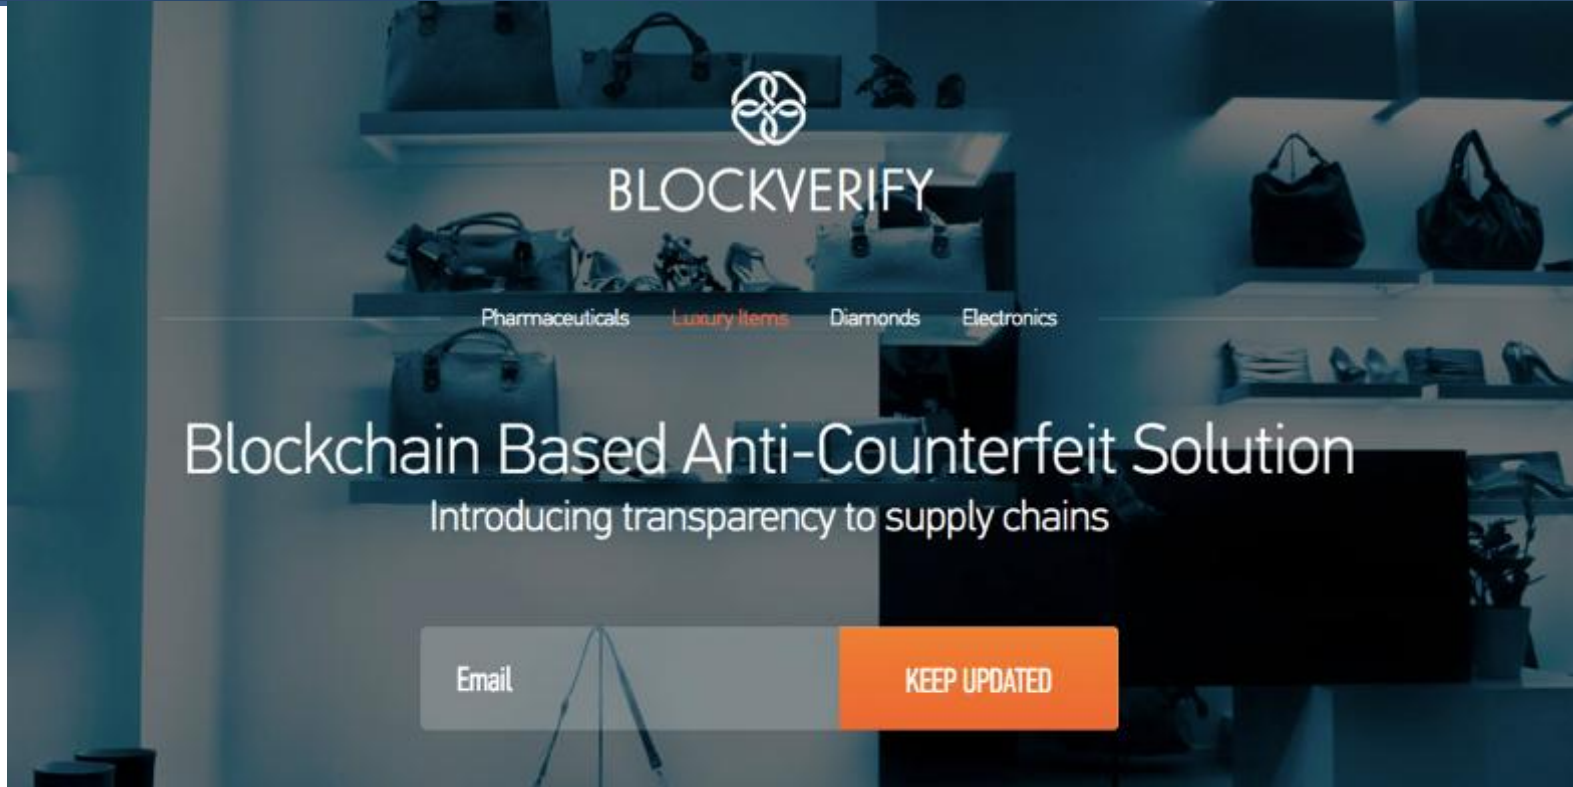 BLOCKVERIFY
Pharmaceuticals Luxury Items Diamonds Electronics
Blockchain Based Anti-Counterfeit Solution
Introducing transparency to supply chains
Email KEEP UPDATED